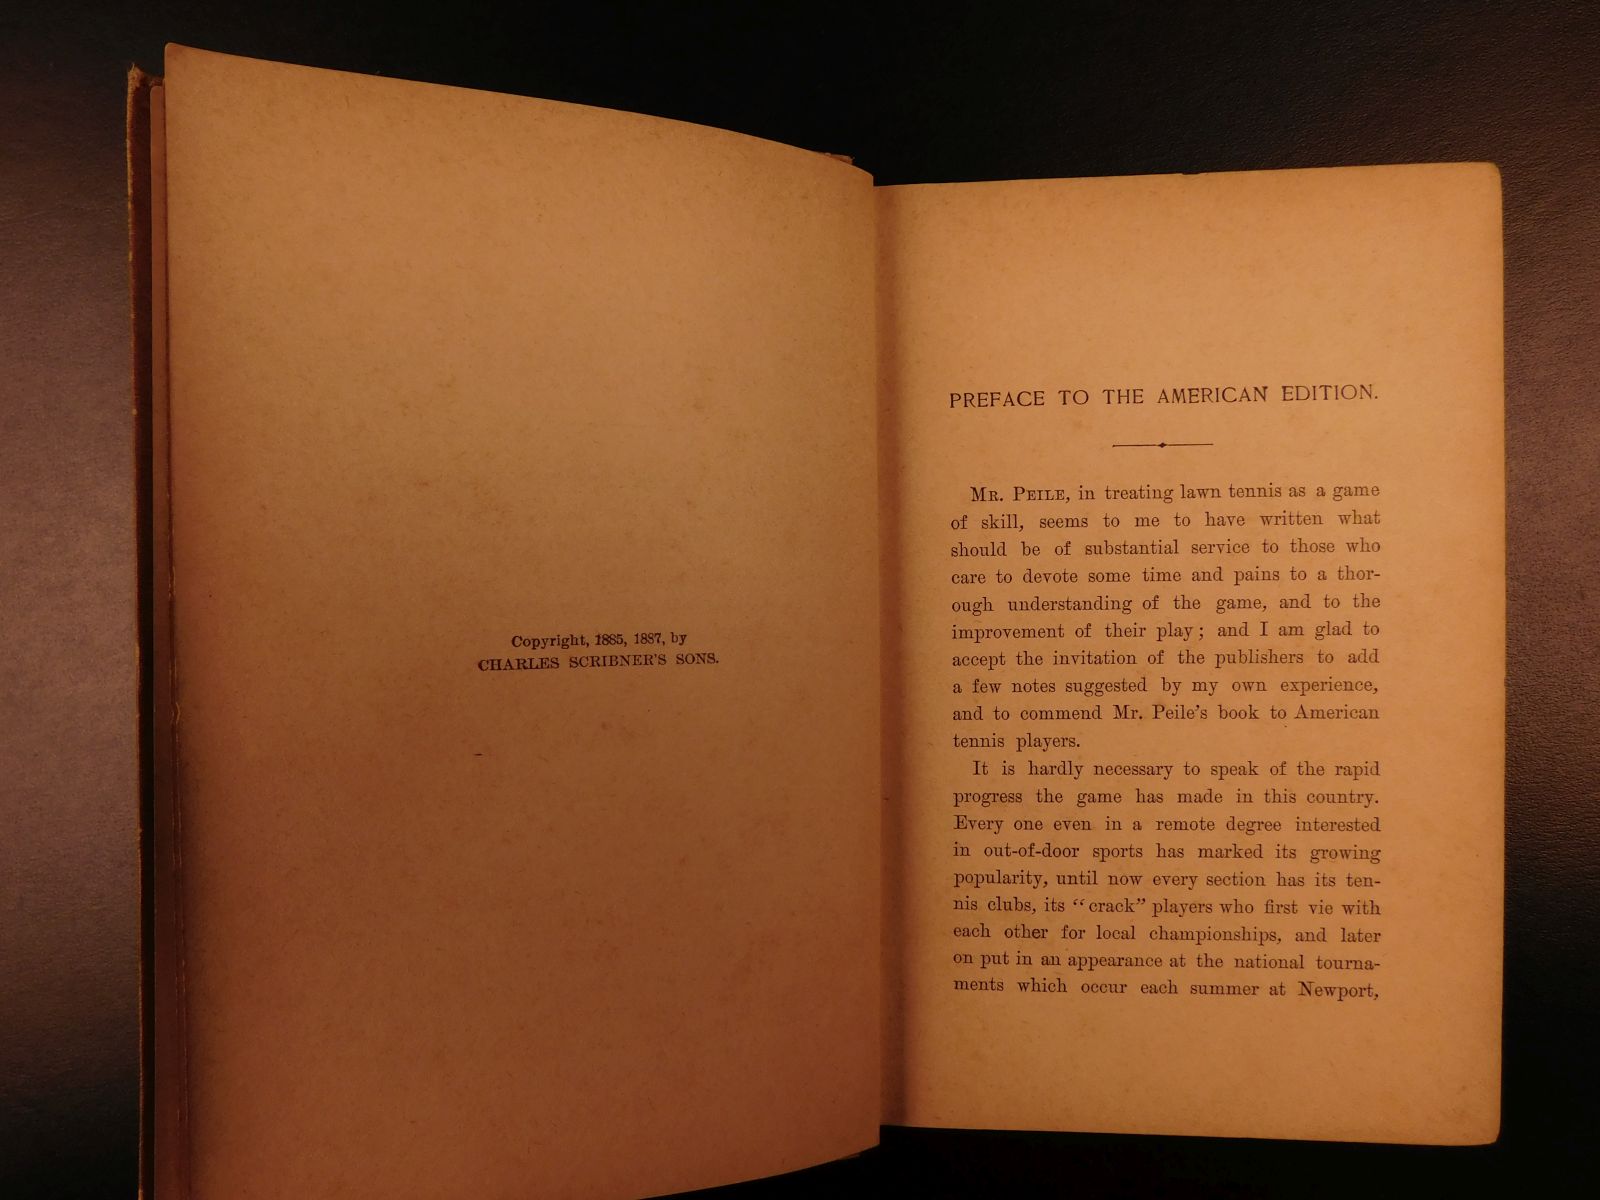 Copyright, 1885, 1887, by
CHARLES SCRIBNER'S SONS.
PREFACE TO THE AMERICAN EDITION.
MR. PEILE, in treating lawn tennis as a game
of skill, seems to me to have written what
should be of substantial service to those who
care to devote some time and pains to a thor-
ough understanding of the game, and to the
improvement of their play; and I am glad to
accept the invitation of the publishers to add
a few notes suggested by my own experience,
and to commend Mr. Peile's book to American
tennis players.
It is hardly necessary to speak of the rapid
progress the game has made in this country.
Every one even in a remote degree interested
in out-of-door sports has marked its growing
popularity, until now every section has its ten-
nis clubs, its "crack" players who first vie with
each other for local championships, and later
on put in an appearance at the national tourna-
ments which occur each summer at Newport,